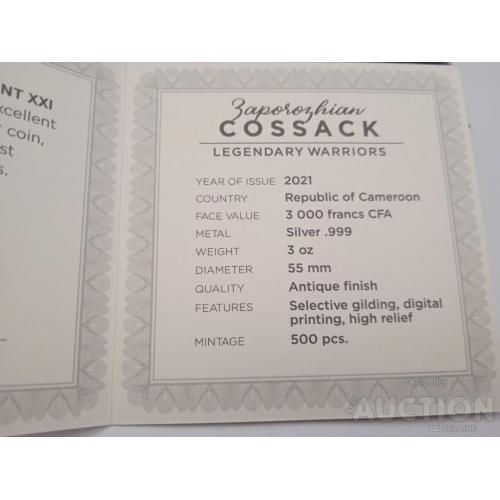 NT XXI
xcellent
coin,
st
s.
Zaporozhian
COSSACK
LEGENDARY WARRIORS
YEAR OF ISSUE 2021
COUNTRY Republic of Cameroon
FACE VALUE 3 000 francs CFA
METAL Silver .999
WEIGHT 3 oz
DIAMETER 55 mm
QUALITY Antique finish
FEATURES Selective gilding, digital
printing, high relief
MINTAGE 500 pcs.
skylander
AUCTION
UKRAINE